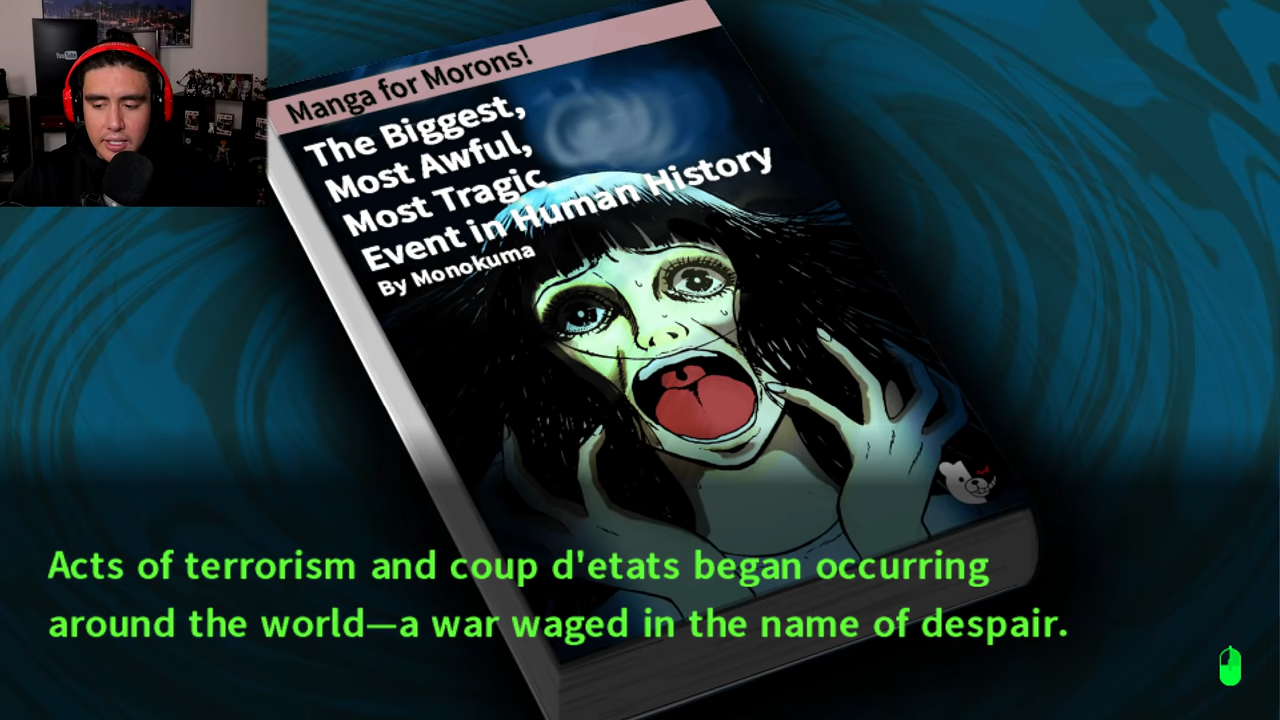 YouTube
Manga for Morons!
The Biggest,
Most Awful,
Most Tragic
Event in Human History
By Monokuma
Acts of terrorism and coup d'etats began occurring
around the world—a war waged in the name of despair.